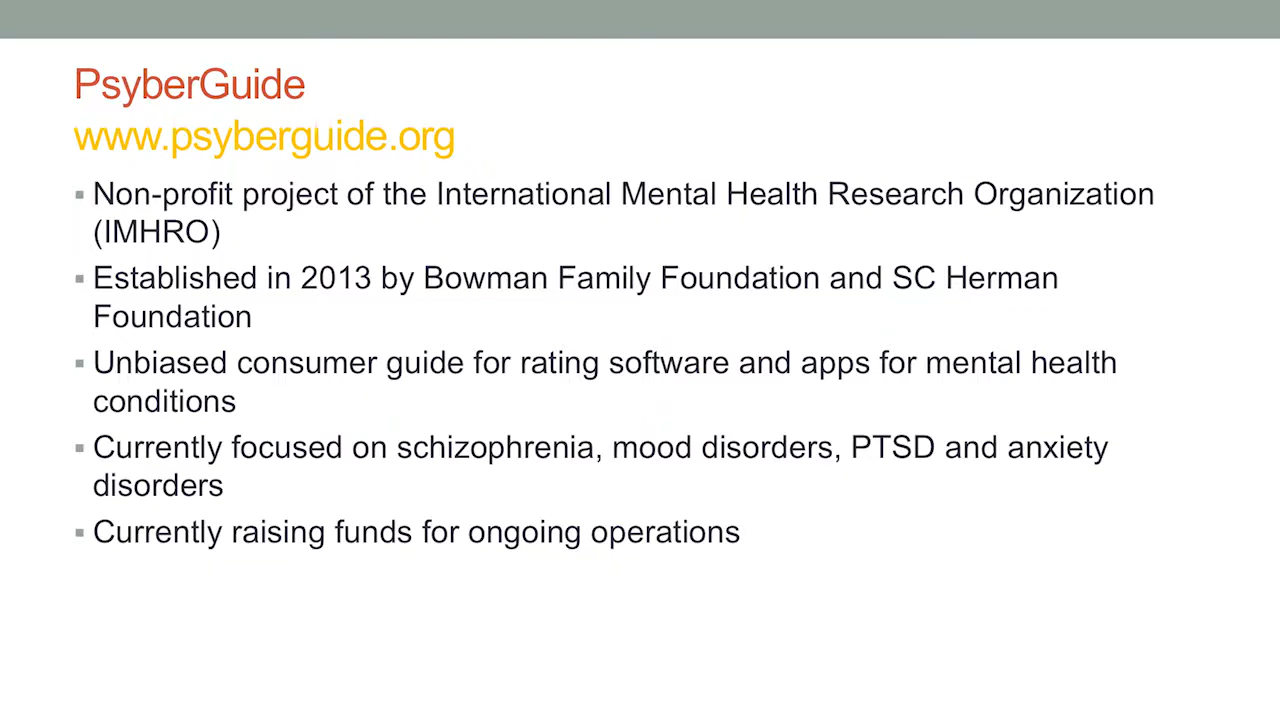 PsyberGuide
www.psyberguide.org
▪ Non-profit project of the International Mental Health Research Organization
(IMHRO)
▪ Established in 2013 by Bowman Family Foundation and SC Herman
Foundation
▪ Unbiased consumer guide for rating software and apps for mental health
conditions
▪ Currently focused on schizophrenia, mood disorders, PTSD and anxiety
disorders
▪ Currently raising funds for ongoing operations